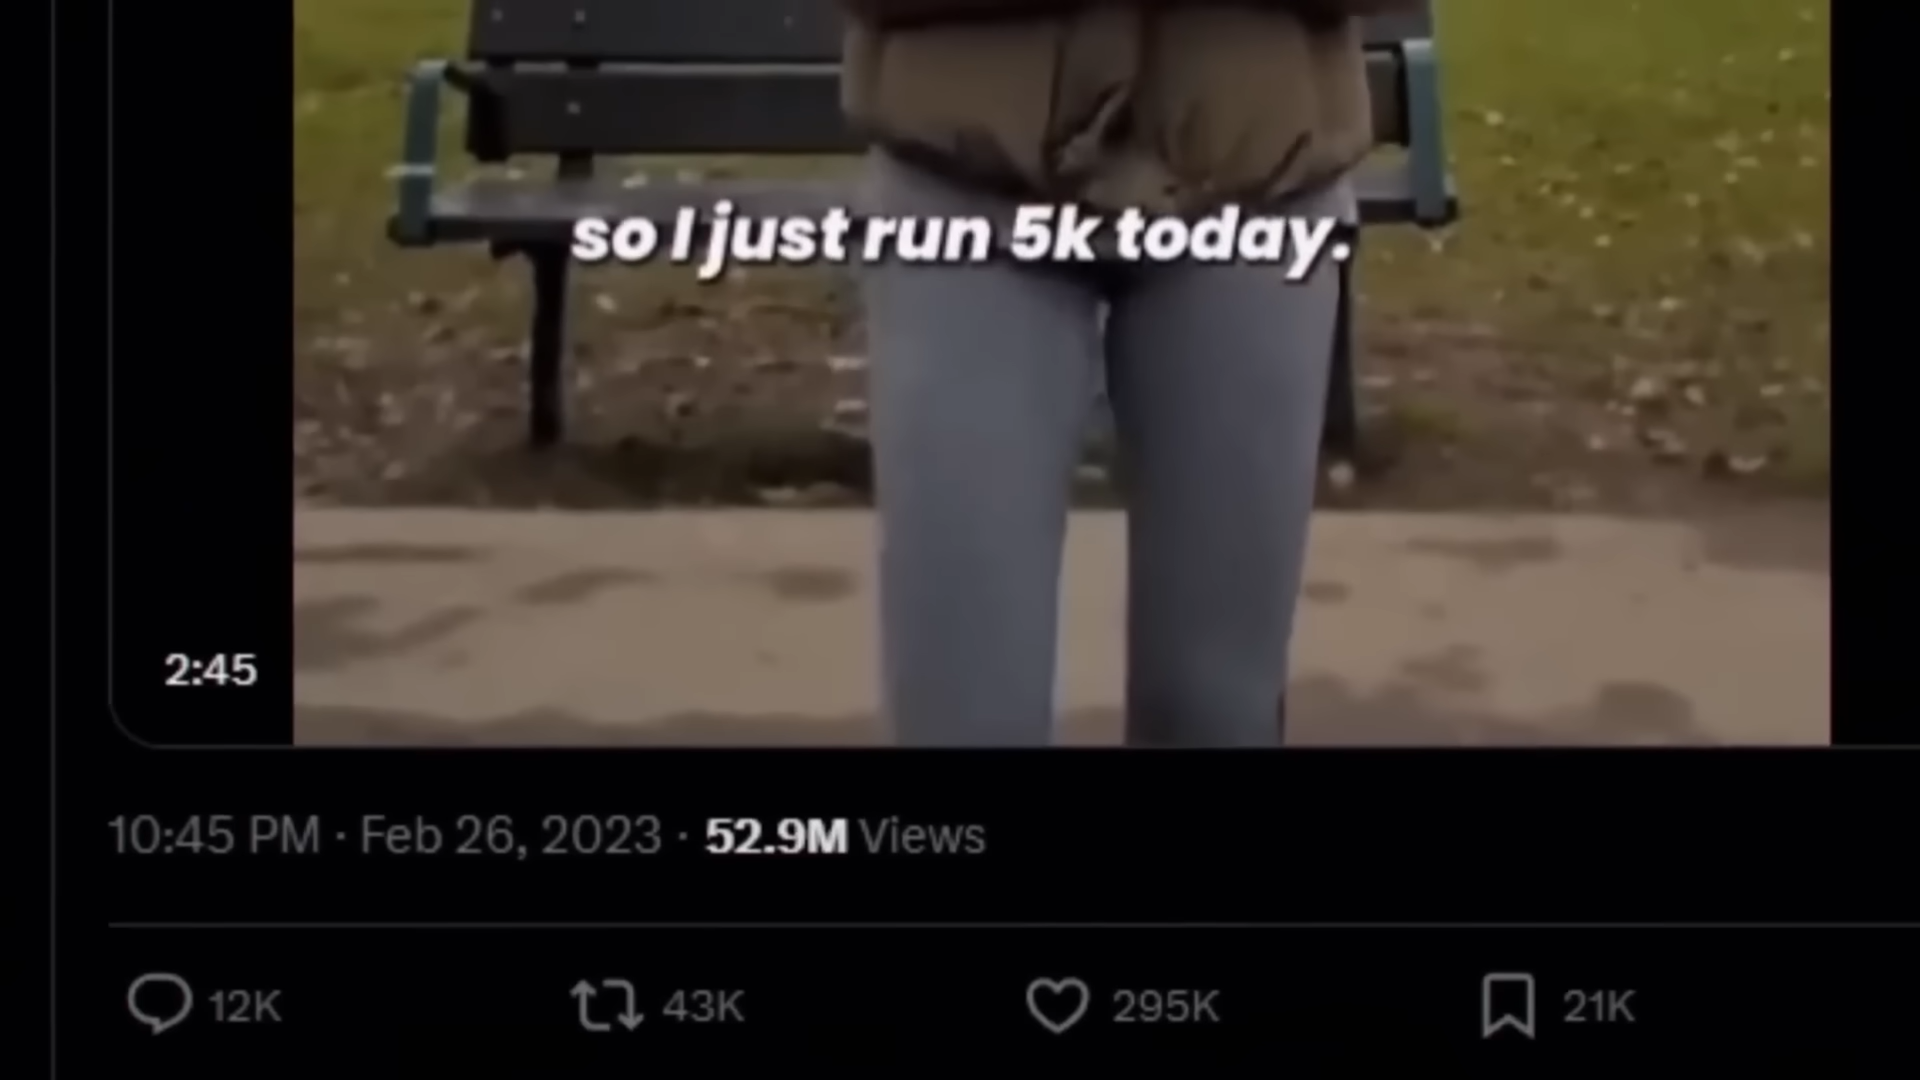 so I just run 5k today.
2:45
10:45 PM · Feb 26, 2023 · 52.9M Views
12K 43K 295K 21K